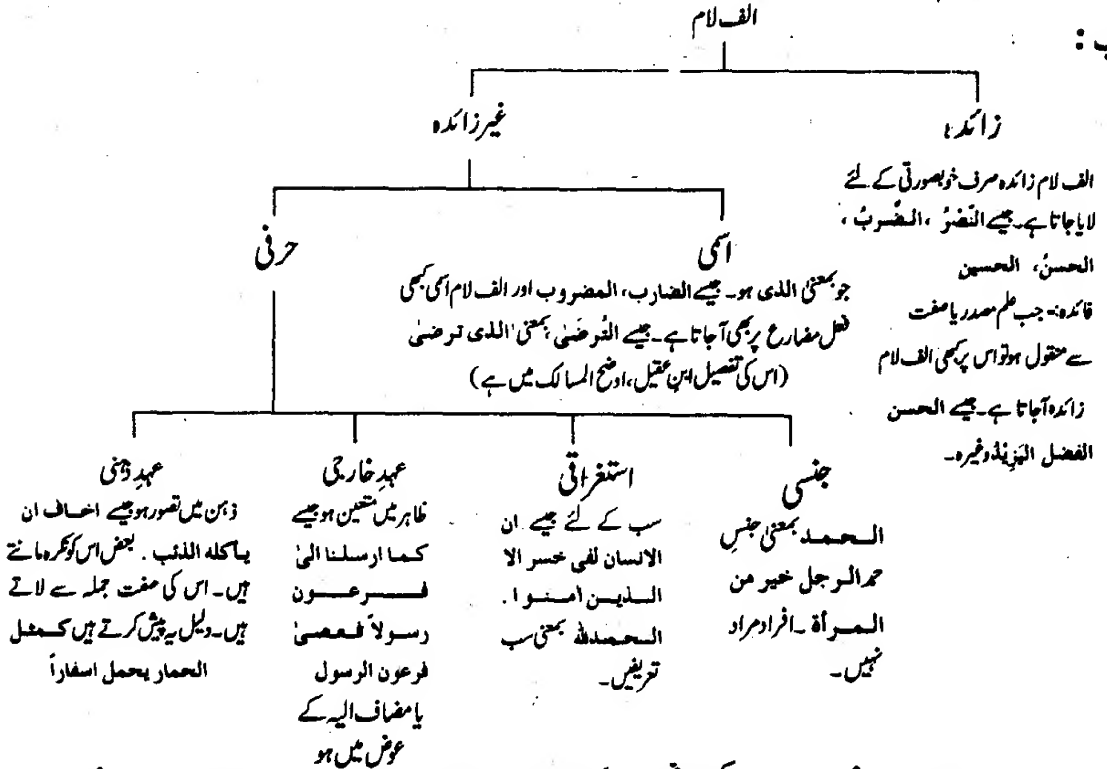 الف لام
ب :
زائدہ
غیر زائدہ
الف لام زائدہ صرف خوبصورتی کے لئے
لایا جاتا ہے۔ جیسے النَّضْرُ ، الضَّربُ ،
الحسنُ، الحسین
فائدہ:۔ جب علم مصدر یا صفت
سے منقول ہو تو اس پر کبھی الف لام
زائدہ آ جاتا ہے۔ جیسے الحسن
الفضل الیَزِیْدُ وغیرہ۔
اسمی
جو بمعنیٰ الذی ہو۔ جیسے الضارب، المضروب اور الف لام اسمی کبھی
فعل مضارع پر بھی آ جاتا ہے۔ جیسے التُرضیٰ بمعنیٰ الذی ترضیٰ
(اس کی تفصیل ابن عقیل، اوضح المسالک میں ہے)
حرفی
جنسی
الحمد بمعنیٰ جنسِ
حمد الرجل خیر من
المرأۃ ۔ افراد مراد
نہیں۔
استغراقی
سب کے لئے جیسے ان
الانسان لفی خسر الا
الذین امنوا .
الحمدللہ بمعنیٰ سب
تعریفیں۔
عہدِ خارجی
ظاہر میں متعین ہو جیسے
کما ارسلنا الیٰ
فرعون
رسولاً فعصیٰ
فرعون الرسول
یا مضاف الیہ کے
عوض میں ہو
عہدِ ذہنی
ذہن میں تصور ہو جیسے اخاف ان
یاکلہ الذئب . بعض اس کو نکرہ مانتے
ہیں۔ اس کی صفت جملہ سے لاتے
ہیں۔ دلیل یہ پیش کرتے ہیں کمثل
الحمار یحمل اسفاراً